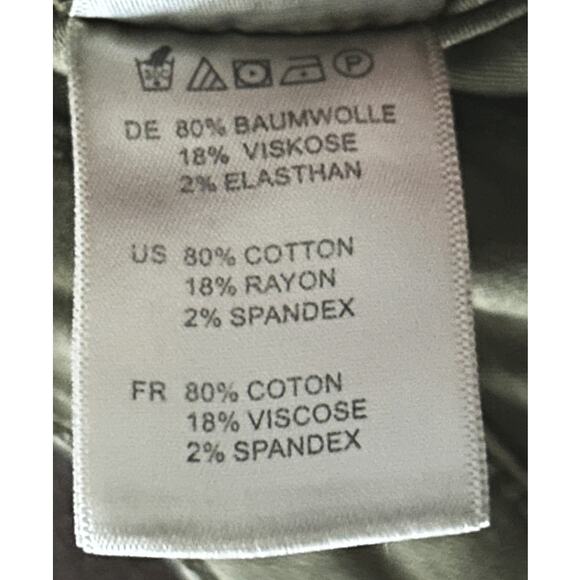 P
DE 80% BAUMWOLLE
18% VISKOSE
2% ELASTHAN
US 80% COTTON
18% RAYON
2% SPANDEX
FR 80% COTON
18% VISCOSE
2% SPANDEX